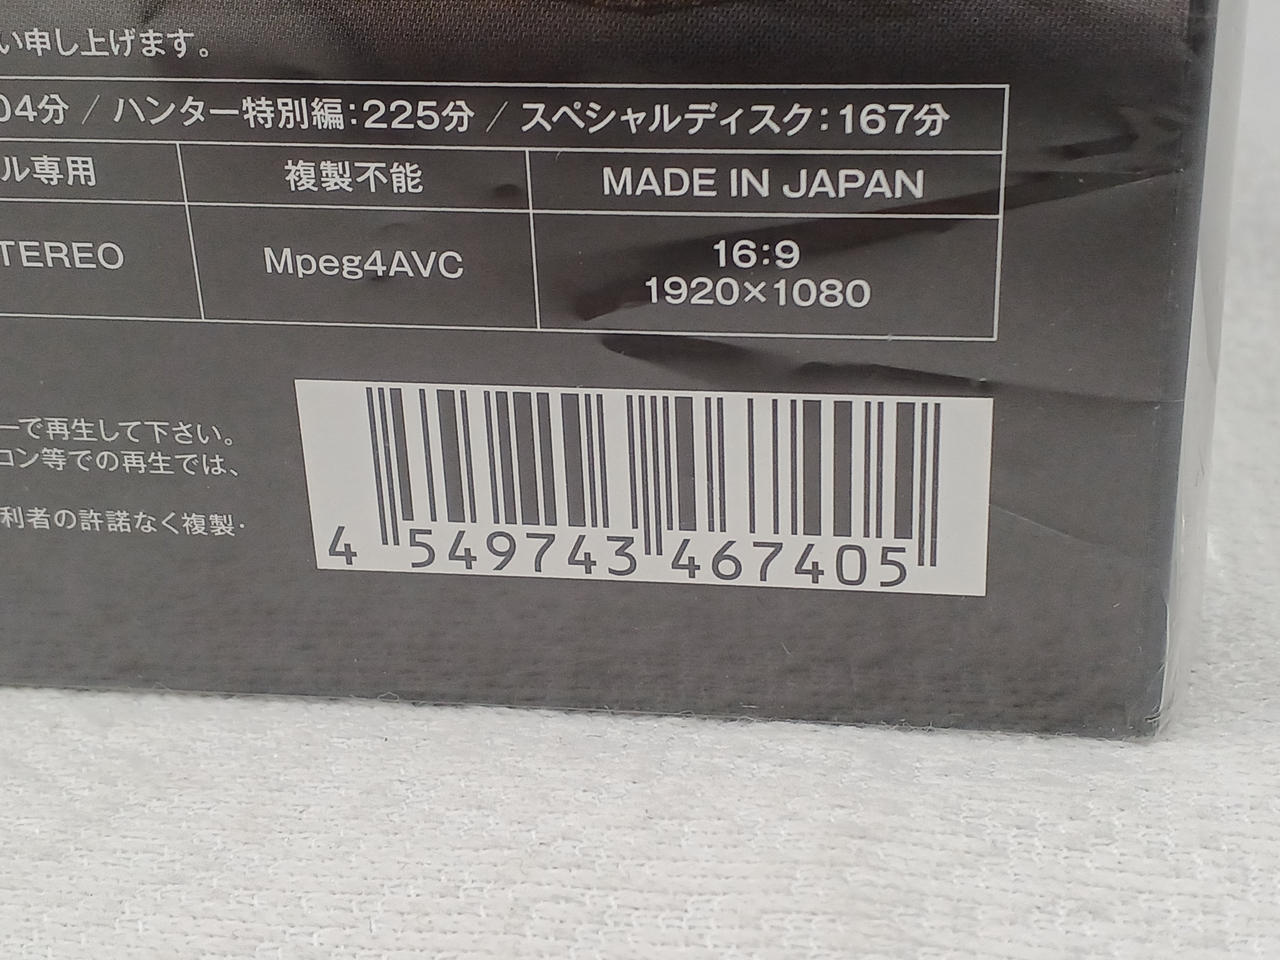 い申し上げます。
04分 / ハンター特別編：225分 / スペシャルディスク：167分
ル専用 複製不能 MADE IN JAPAN
TEREO Mpeg4AVC 16:9
1920×1080
ーで再生して下さい。
コン等での再生では、
利者の許諾なく複製・
4 549743 467405